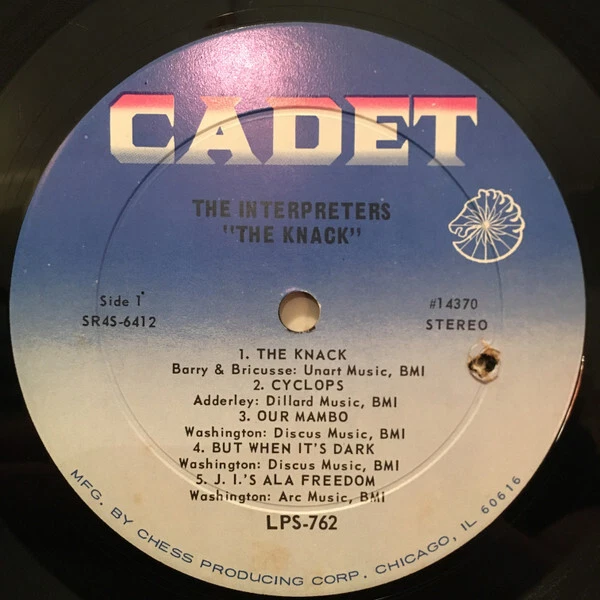 CADET
THE INTERPRETERS
"THE KNACK"
Side 1
SR4S-6412
#14370
STEREO
1. THE KNACK
Barry & Bricusse: Unart Music, BMI
2. CYCLOPS
Adderley: Dillard Music, BMI
3. OUR MAMBO
Washington: Discus Music, BMI
4. BUT WHEN IT'S DARK
Washington: Discus Music, BMI
5. J. I.'S ALA FREEDOM
Washington: Arc Music, BMI
LPS-762
MFG. BY CHESS PRODUCING CORP. CHICAGO, IL 60616